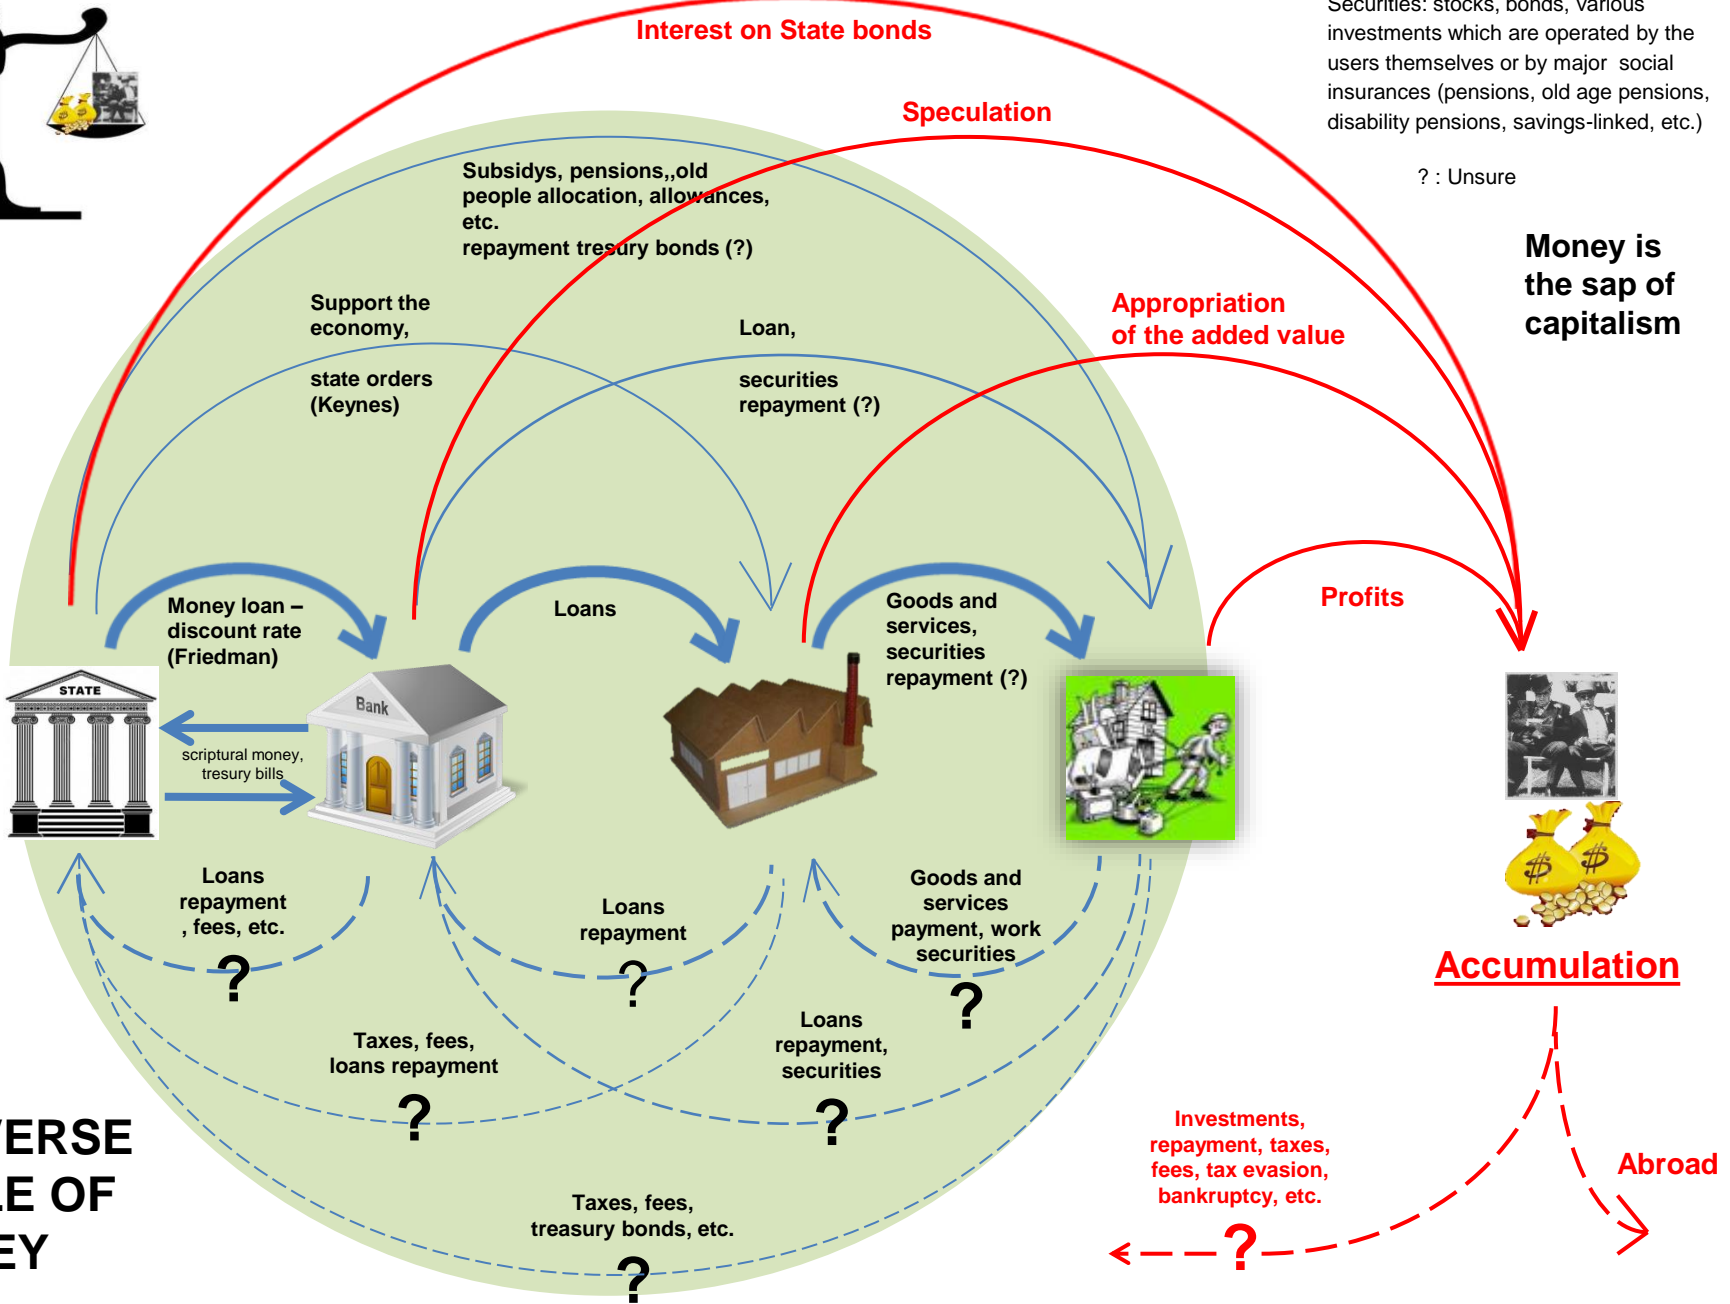 Interest on State bonds
Securities: stocks, bonds, various
investments which are operated by the
users themselves or by major social
insurances (pensions, old age pensions,
disability pensions, savings-linked, etc.)
? : Unsure
Speculation
Subsidys, pensions,,old
people allocation, allowances,
etc.
repayment tresury bonds (?)
Money is
the sap of
capitalism
Support the
economy,
state orders
(Keynes)
Loan,
securities
repayment (?)
Appropriation
of the added value
Money loan –
discount rate
(Friedman)
Loans
Goods and
services,
securities
repayment (?)
Profits
STATE
Bank
scriptural money,
tresury bills
Loans
repayment
, fees, etc.
?
Loans
repayment
?
Goods and
services
payment, work
securities
?
$ $
Accumulation
Taxes, fees,
loans repayment
?
Loans
repayment,
securities
?
Investments,
repayment, taxes,
fees, tax evasion,
bankruptcy, etc.
?
Abroad
VERSE
LE OF
EY
Taxes, fees,
treasury bonds, etc.
?